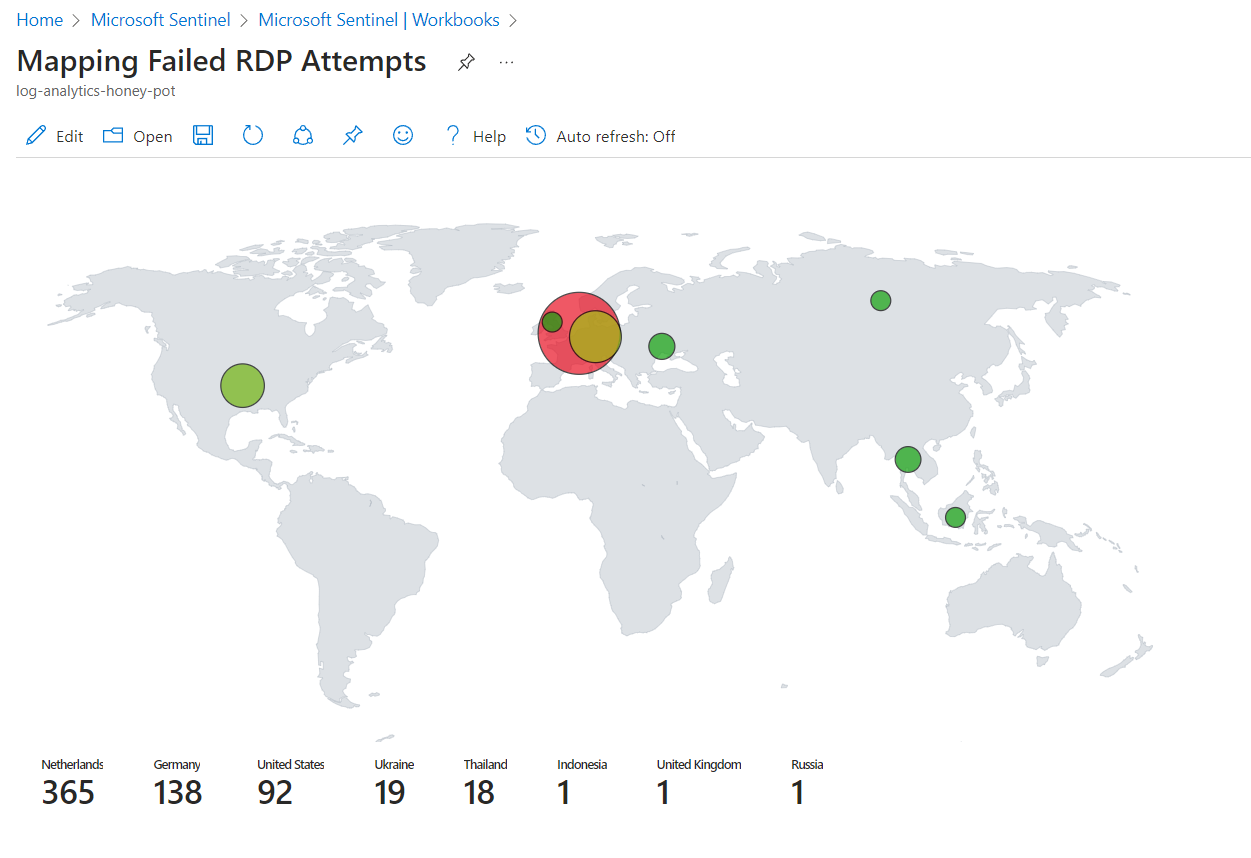 Home > Microsoft Sentinel > Microsoft Sentinel | Workbooks >
Mapping Failed RDP Attempts ...
log-analytics-honey-pot
Edit Open ? Help Auto refresh: Off
Netherlands Germany United States Ukraine Thailand Indonesia United Kingdom Russia
365 138 92 19 18 1 1 1